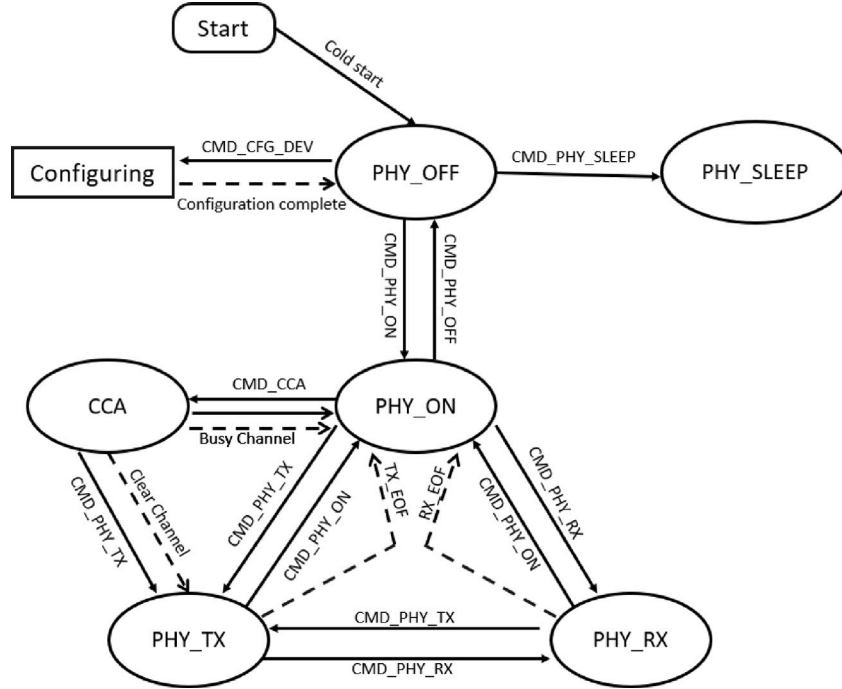 Start
Cold start
CMD_CFG_DEV
Configuring
PHY_OFF
CMD_PHY_SLEEP
PHY_SLEEP
Configuration complete
CMD_PHY_ON
CMD_PHY_OFF
CMD_CCA
CCA
PHY_ON
Busy Channel
CMD_PHY_TX
Clear Channel
CMD_PHY_TX
CMD_PHY_ON
TX_EOF
RX_EOF
CMD_PHY_ON
CMD_PHY_RX
CMD_PHY_TX
PHY_TX
PHY_RX
CMD_PHY_RX